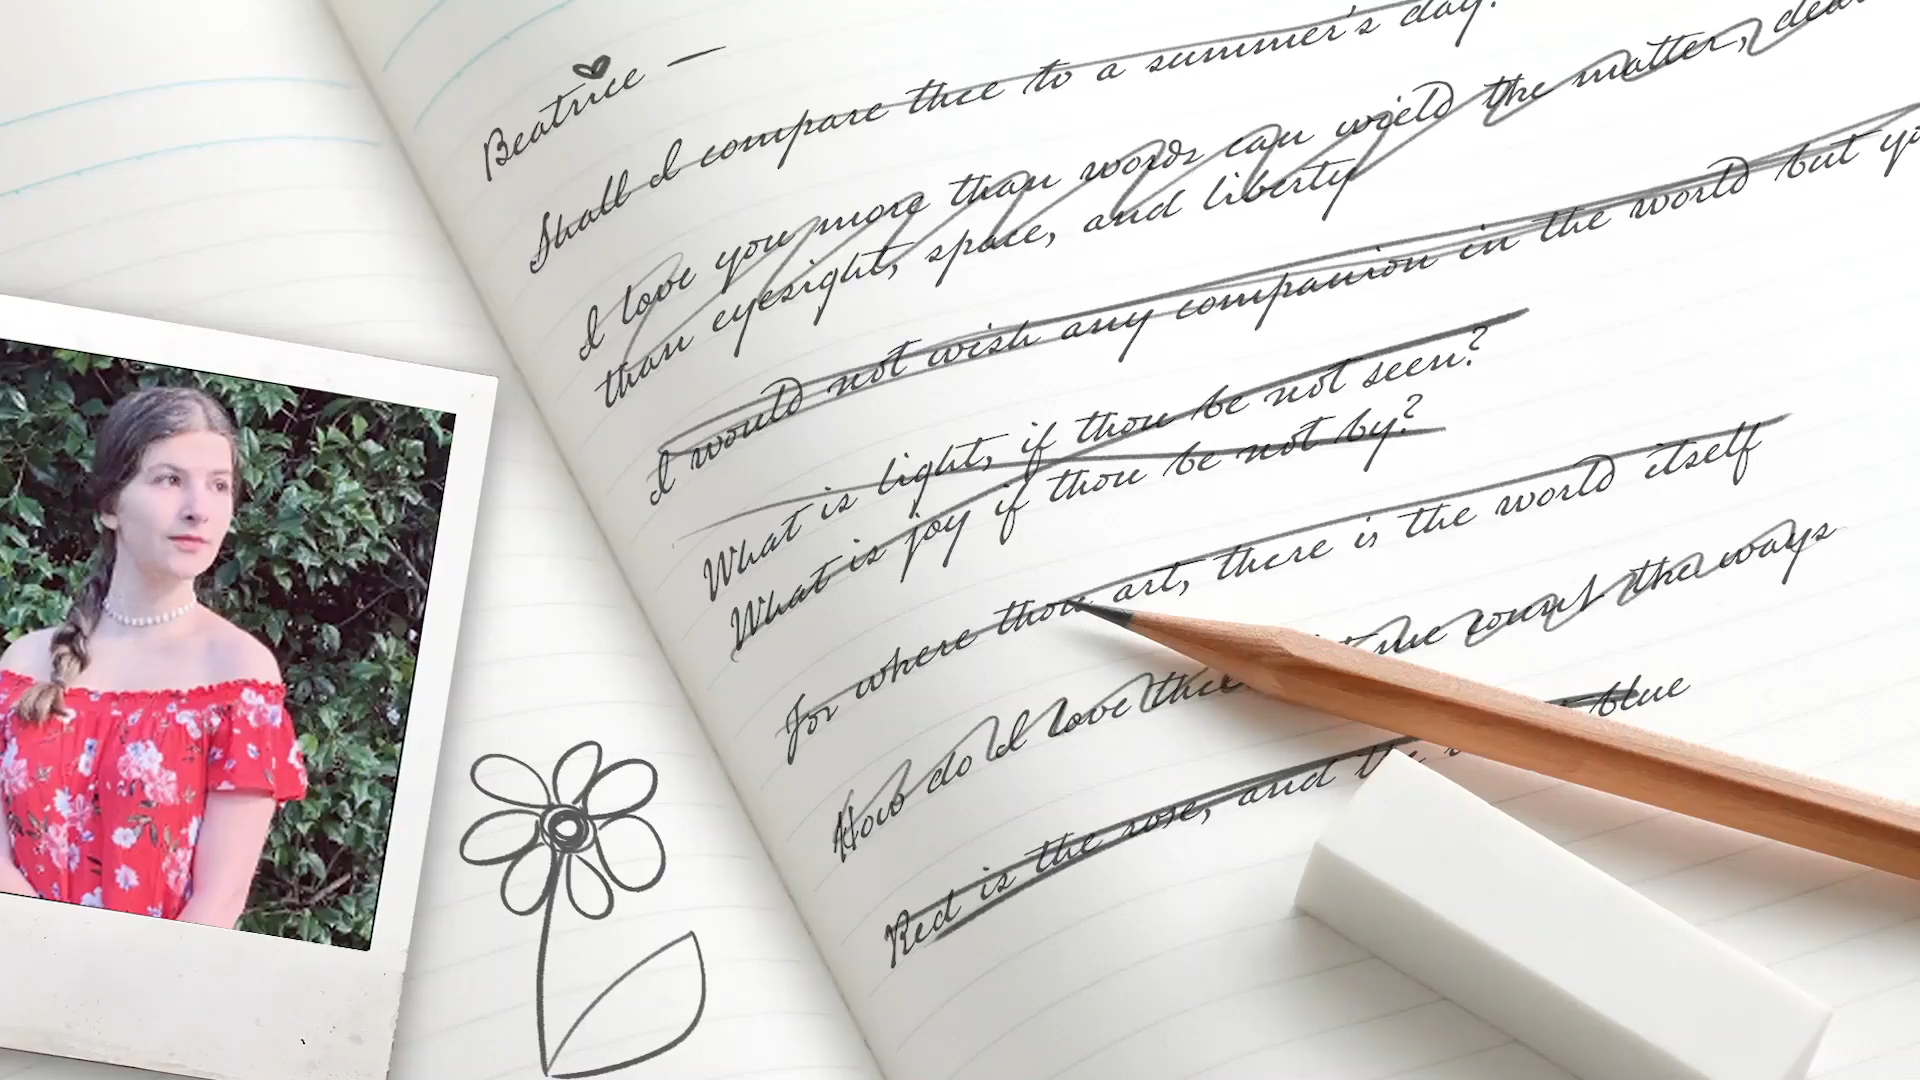 Beatrice —
Shall I compare thee to a summer's day?
I love you more than words can wield the matter, dear
than eyesight, space, and liberty
I would not wish any companion in the world but
What is light, if thou be not seen?
What is joy if thou be not by?
For where thou art, there is the world itself
How do I love thee me count the ways
Red is the rose, and the blue